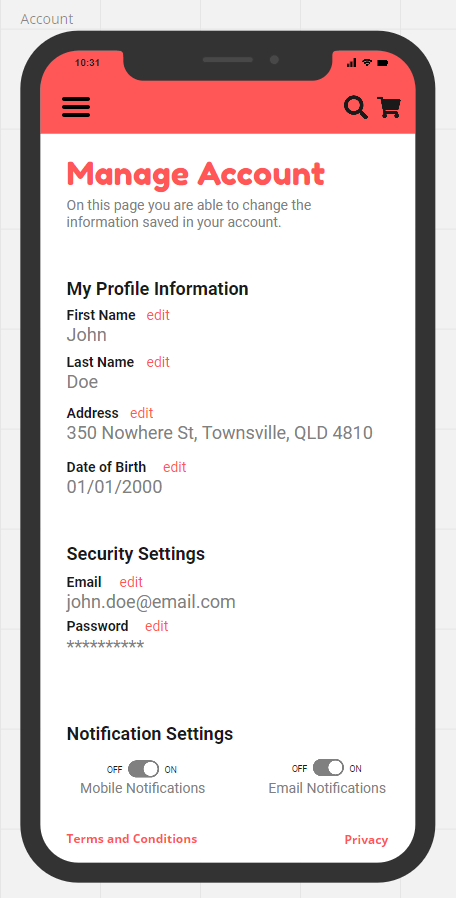 Account
10:31
Manage Account
On this page you are able to change the
information saved in your account.
My Profile Information
First Name edit
John
Last Name edit
Doe
Address edit
350 Nowhere St, Townsville, QLD 4810
Date of Birth edit
01/01/2000
Security Settings
Email edit
john.doe@email.com
Password edit
**********
Notification Settings
OFF ON OFF ON
Mobile Notifications Email Notifications
Terms and Conditions Privacy